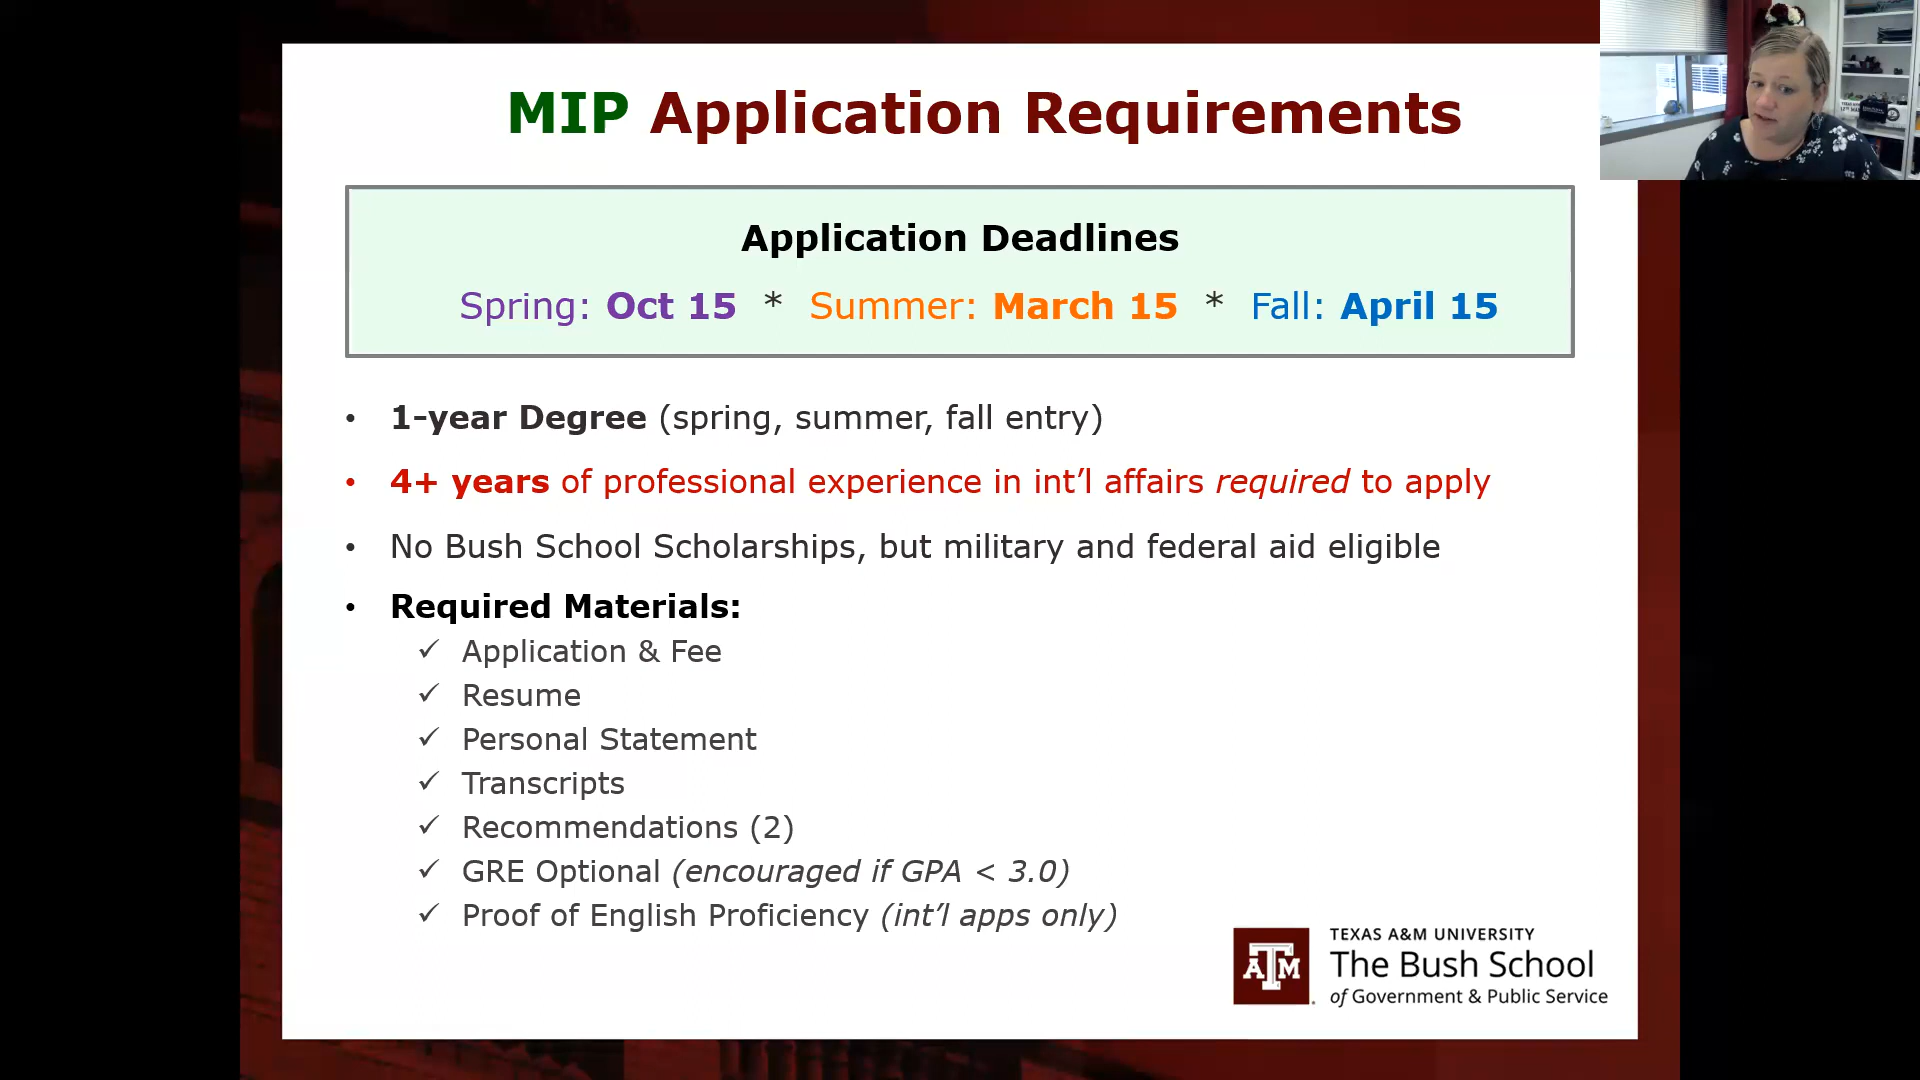 MIP Application Requirements
Application Deadlines
Spring: Oct 15 * Summer: March 15 * Fall: April 15
• 1-year Degree (spring, summer, fall entry)
• 4+ years of professional experience in int’l affairs required to apply
• No Bush School Scholarships, but military and federal aid eligible
• Required Materials:
✓ Application & Fee
✓ Resume
✓ Personal Statement
✓ Transcripts
✓ Recommendations (2)
✓ GRE Optional (encouraged if GPA < 3.0)
✓ Proof of English Proficiency (int’l apps only)
ATM
TEXAS A&M UNIVERSITY
The Bush School
of Government & Public Service